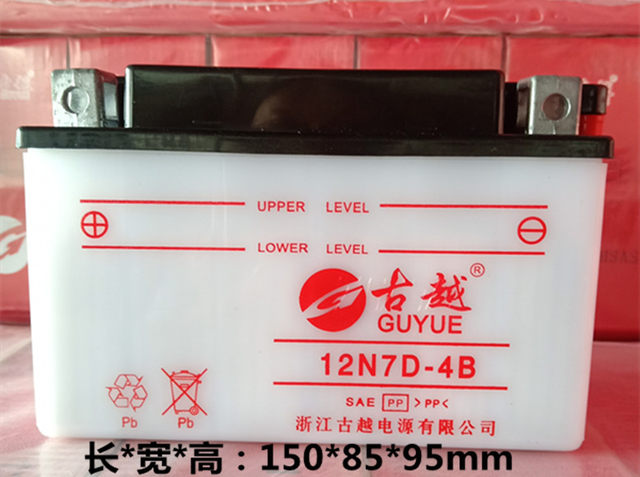 UPPER LEVEL
LOWER LEVEL
古越®
GUYUE
12N7D-4B
SAE PP >PP<
Pb Pb
浙江古越电源有限公司
长*宽*高：150*85*95mm